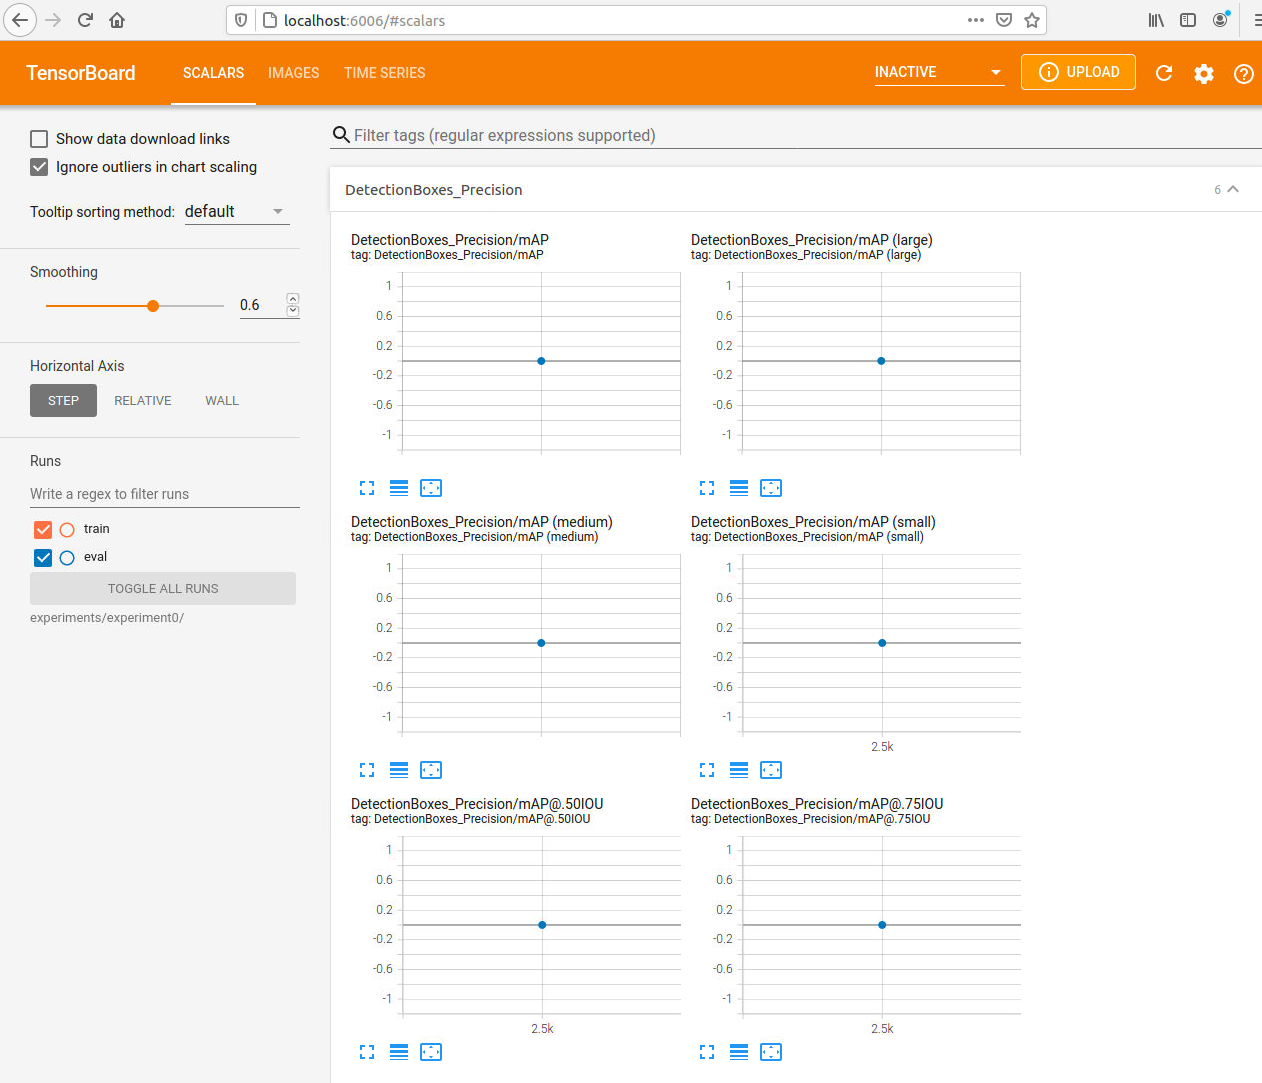 localhost:6006/#scalars
TensorBoard SCALARS IMAGES TIME SERIES INACTIVE UPLOAD
Show data download links
Ignore outliers in chart scaling
Tooltip sorting method: default
Smoothing
0.6
Horizontal Axis
STEP RELATIVE WALL
Runs
Write a regex to filter runs
train
eval
TOGGLE ALL RUNS
experiments/experiment0/
Filter tags (regular expressions supported)
DetectionBoxes_Precision 6
DetectionBoxes_Precision/mAP
tag: DetectionBoxes_Precision/mAP
1
0.6
0.2
-0.2
-0.6
-1
DetectionBoxes_Precision/mAP (large)
tag: DetectionBoxes_Precision/mAP (large)
1
0.6
0.2
-0.2
-0.6
-1
DetectionBoxes_Precision/mAP (medium)
tag: DetectionBoxes_Precision/mAP (medium)
1
0.6
0.2
-0.2
-0.6
-1
DetectionBoxes_Precision/mAP (small)
tag: DetectionBoxes_Precision/mAP (small)
1
0.6
0.2
-0.2
-0.6
-1
2.5k
DetectionBoxes_Precision/mAP@.50IOU
tag: DetectionBoxes_Precision/mAP@.50IOU
1
0.6
0.2
-0.2
-0.6
-1
2.5k
DetectionBoxes_Precision/mAP@.75IOU
tag: DetectionBoxes_Precision/mAP@.75IOU
1
0.6
0.2
-0.2
-0.6
-1
2.5k